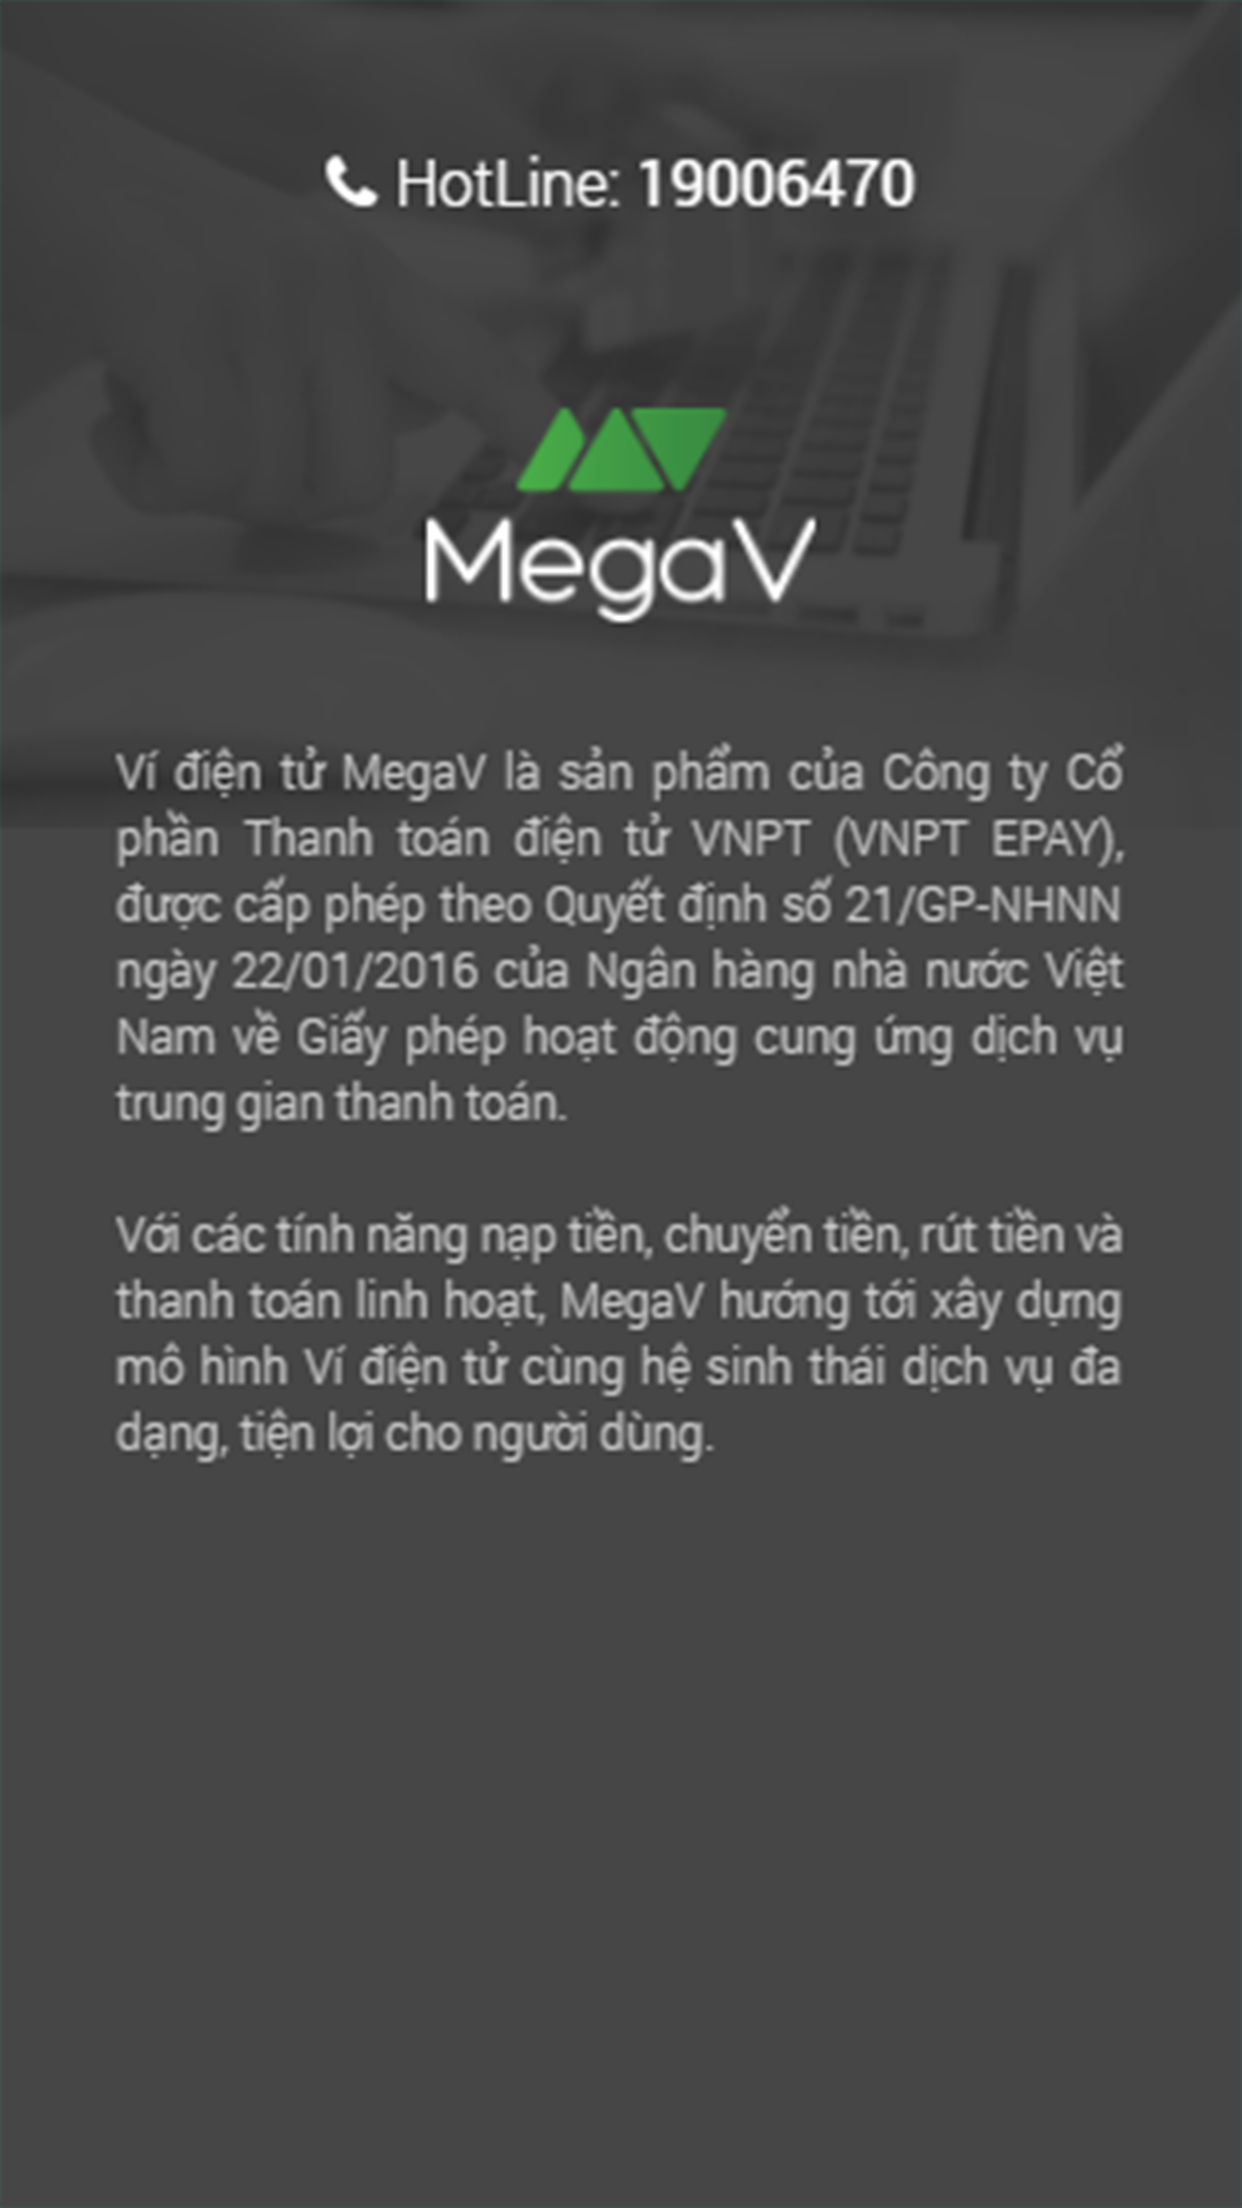 HotLine: 19006470
MegaV
Ví điện tử MegaV là sản phẩm của Công ty Cổ
phần Thanh toán điện tử VNPT (VNPT EPAY),
được cấp phép theo Quyết định số 21/GP-NHNN
ngày 22/01/2016 của Ngân hàng nhà nước Việt
Nam về Giấy phép hoạt động cung ứng dịch vụ
trung gian thanh toán.
Với các tính năng nạp tiền, chuyển tiền, rút tiền và
thanh toán linh hoạt, MegaV hướng tới xây dựng
mô hình Ví điện tử cùng hệ sinh thái dịch vụ đa
dạng, tiện lợi cho người dùng.